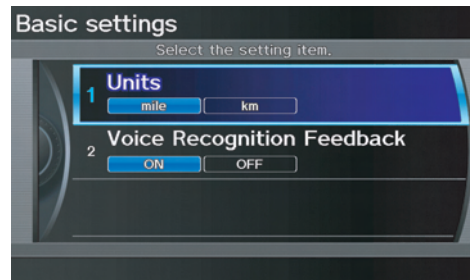 Basic settings
Select the setting item.
1 Units
mile km
2 Voice Recognition Feedback
ON OFF